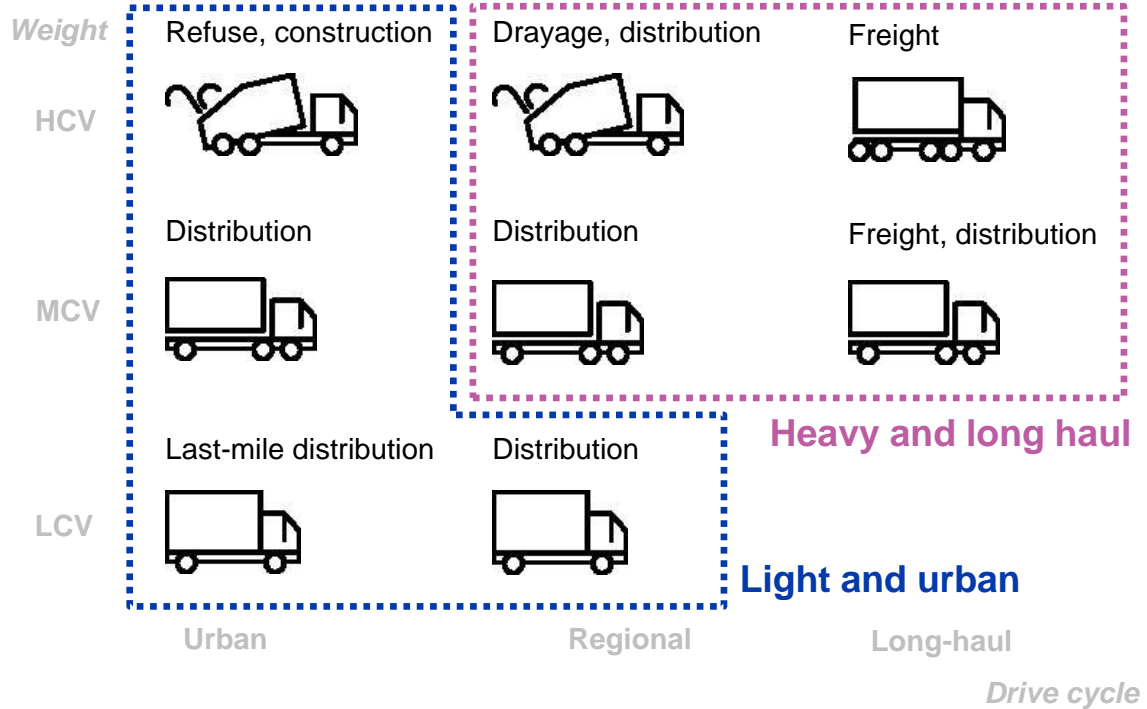 Weight
Refuse, construction
Drayage, distribution
Freight
HCV
Distribution
Distribution
Freight, distribution
MCV
Heavy and long haul
Last-mile distribution
Distribution
LCV
Light and urban
Urban
Regional
Long-haul
Drive cycle